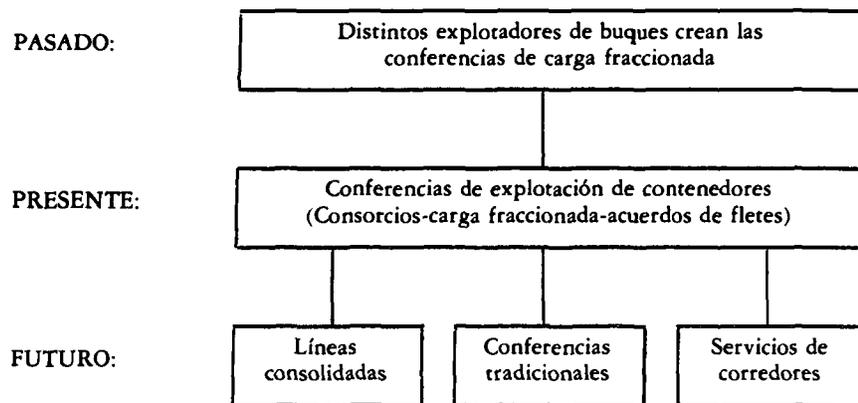 PASADO:
Distintos explotadores de buques crean las
conferencias de carga fraccionada
PRESENTE:
Conferencias de explotación de contenedores
(Consorcios-carga fraccionada-acuerdos de fletes)
FUTURO:
Líneas
consolidadas
Conferencias
tradicionales
Servicios de
corredores